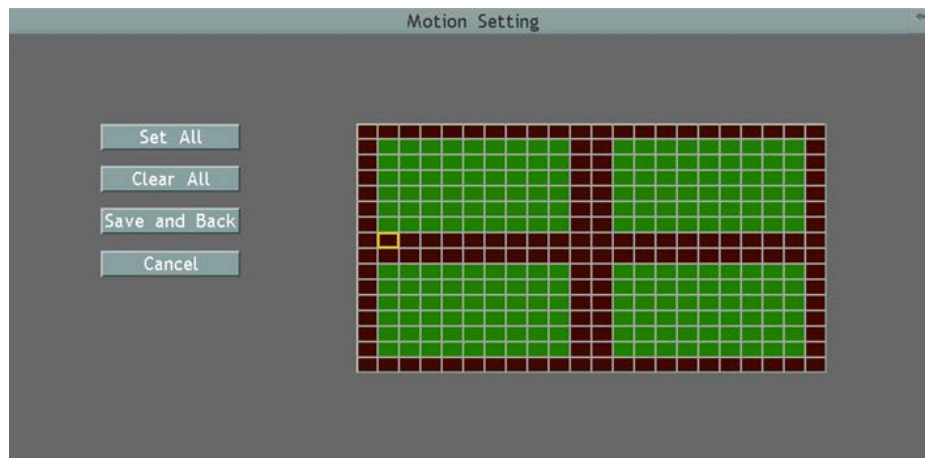 Motion Setting
Set All
Clear All
Save and Back
Cancel